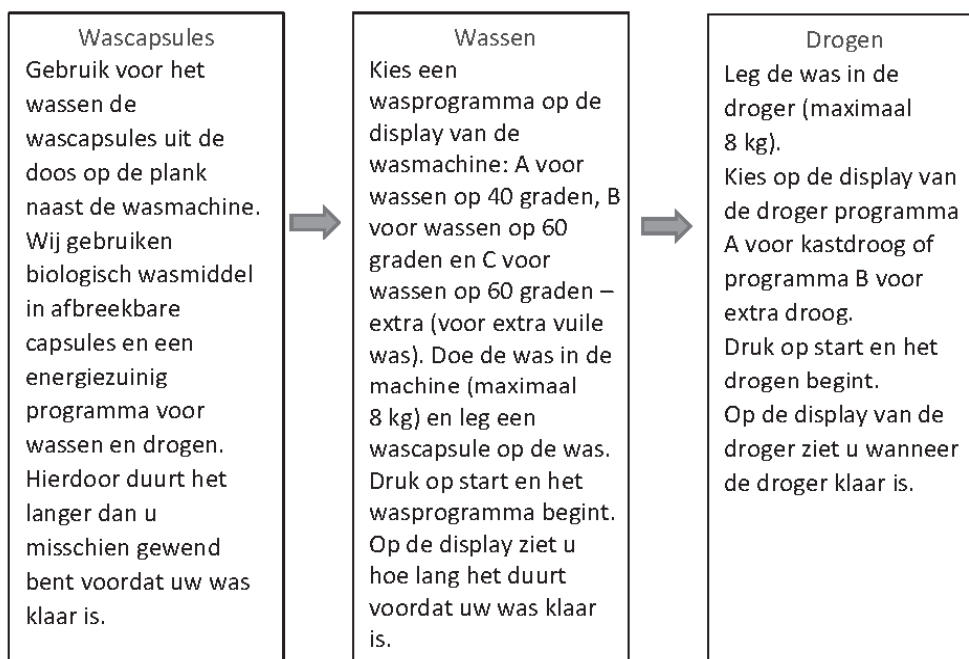 Wascapsules
Gebruik voor het
wassen de
wascapsules uit de
doos op de plank
naast de wasmachine.
Wij gebruiken
biologisch wasmiddel
in afbreekbare
capsules en een
energiezuinig
programma voor
wassen en drogen.
Hierdoor duurt het
langer dan u
misschien gewend
bent voordat uw was
klaar is.
Wassen
Kies een
wasprogramma op de
display van de
wasmachine: A voor
wassen op 40 graden, B
voor wassen op 60
graden en C voor
wassen op 60 graden –
extra (voor extra vuile
was). Doe de was in de
machine (maximaal
8 kg) en leg een
wascapsule op de was.
Druk op start en het
wasprogramma begint.
Op de display ziet u
hoe lang het duurt
voordat uw was klaar
is.
Drogen
Leg de was in de
droger (maximaal
8 kg).
Kies op de display van
de droger programma
A voor kastdroog of
programma B voor
extra droog.
Druk op start en het
drogen begint.
Op de display van de
droger ziet u wanneer
de droger klaar is.